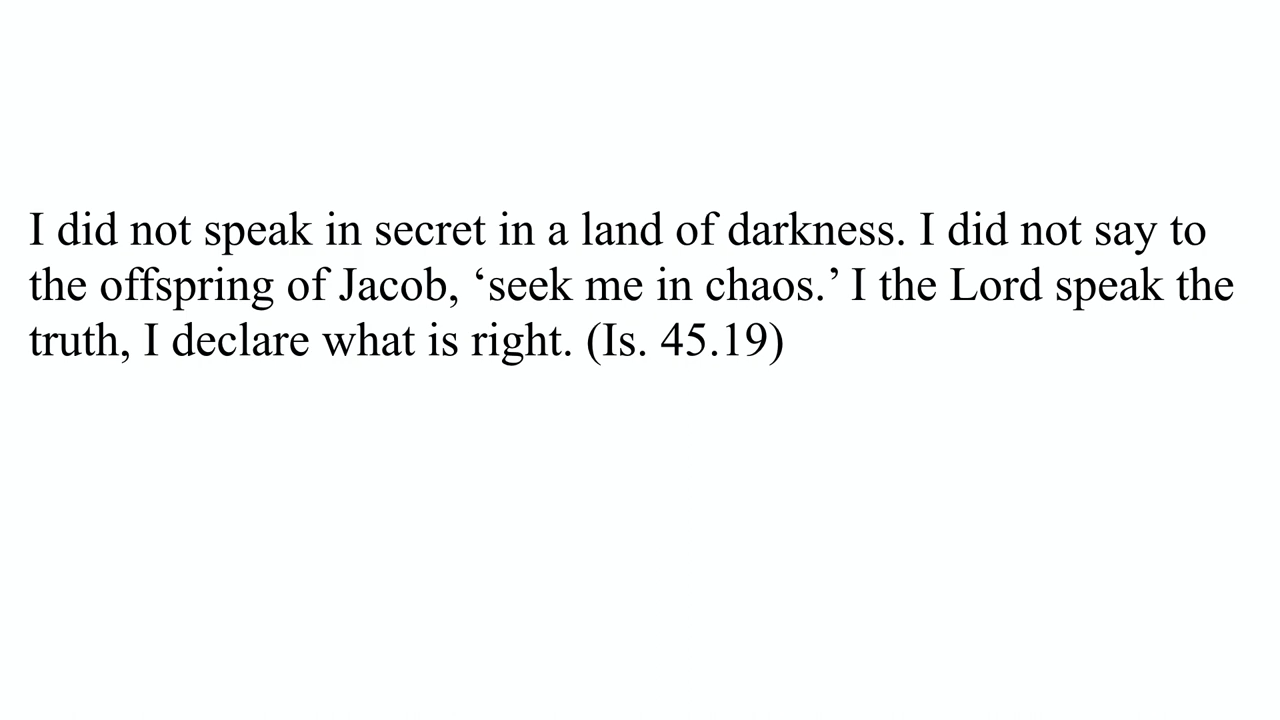 I did not speak in secret in a land of darkness. I did not say to
the offspring of Jacob, ‘seek me in chaos.’ I the Lord speak the
truth, I declare what is right. (Is. 45.19)